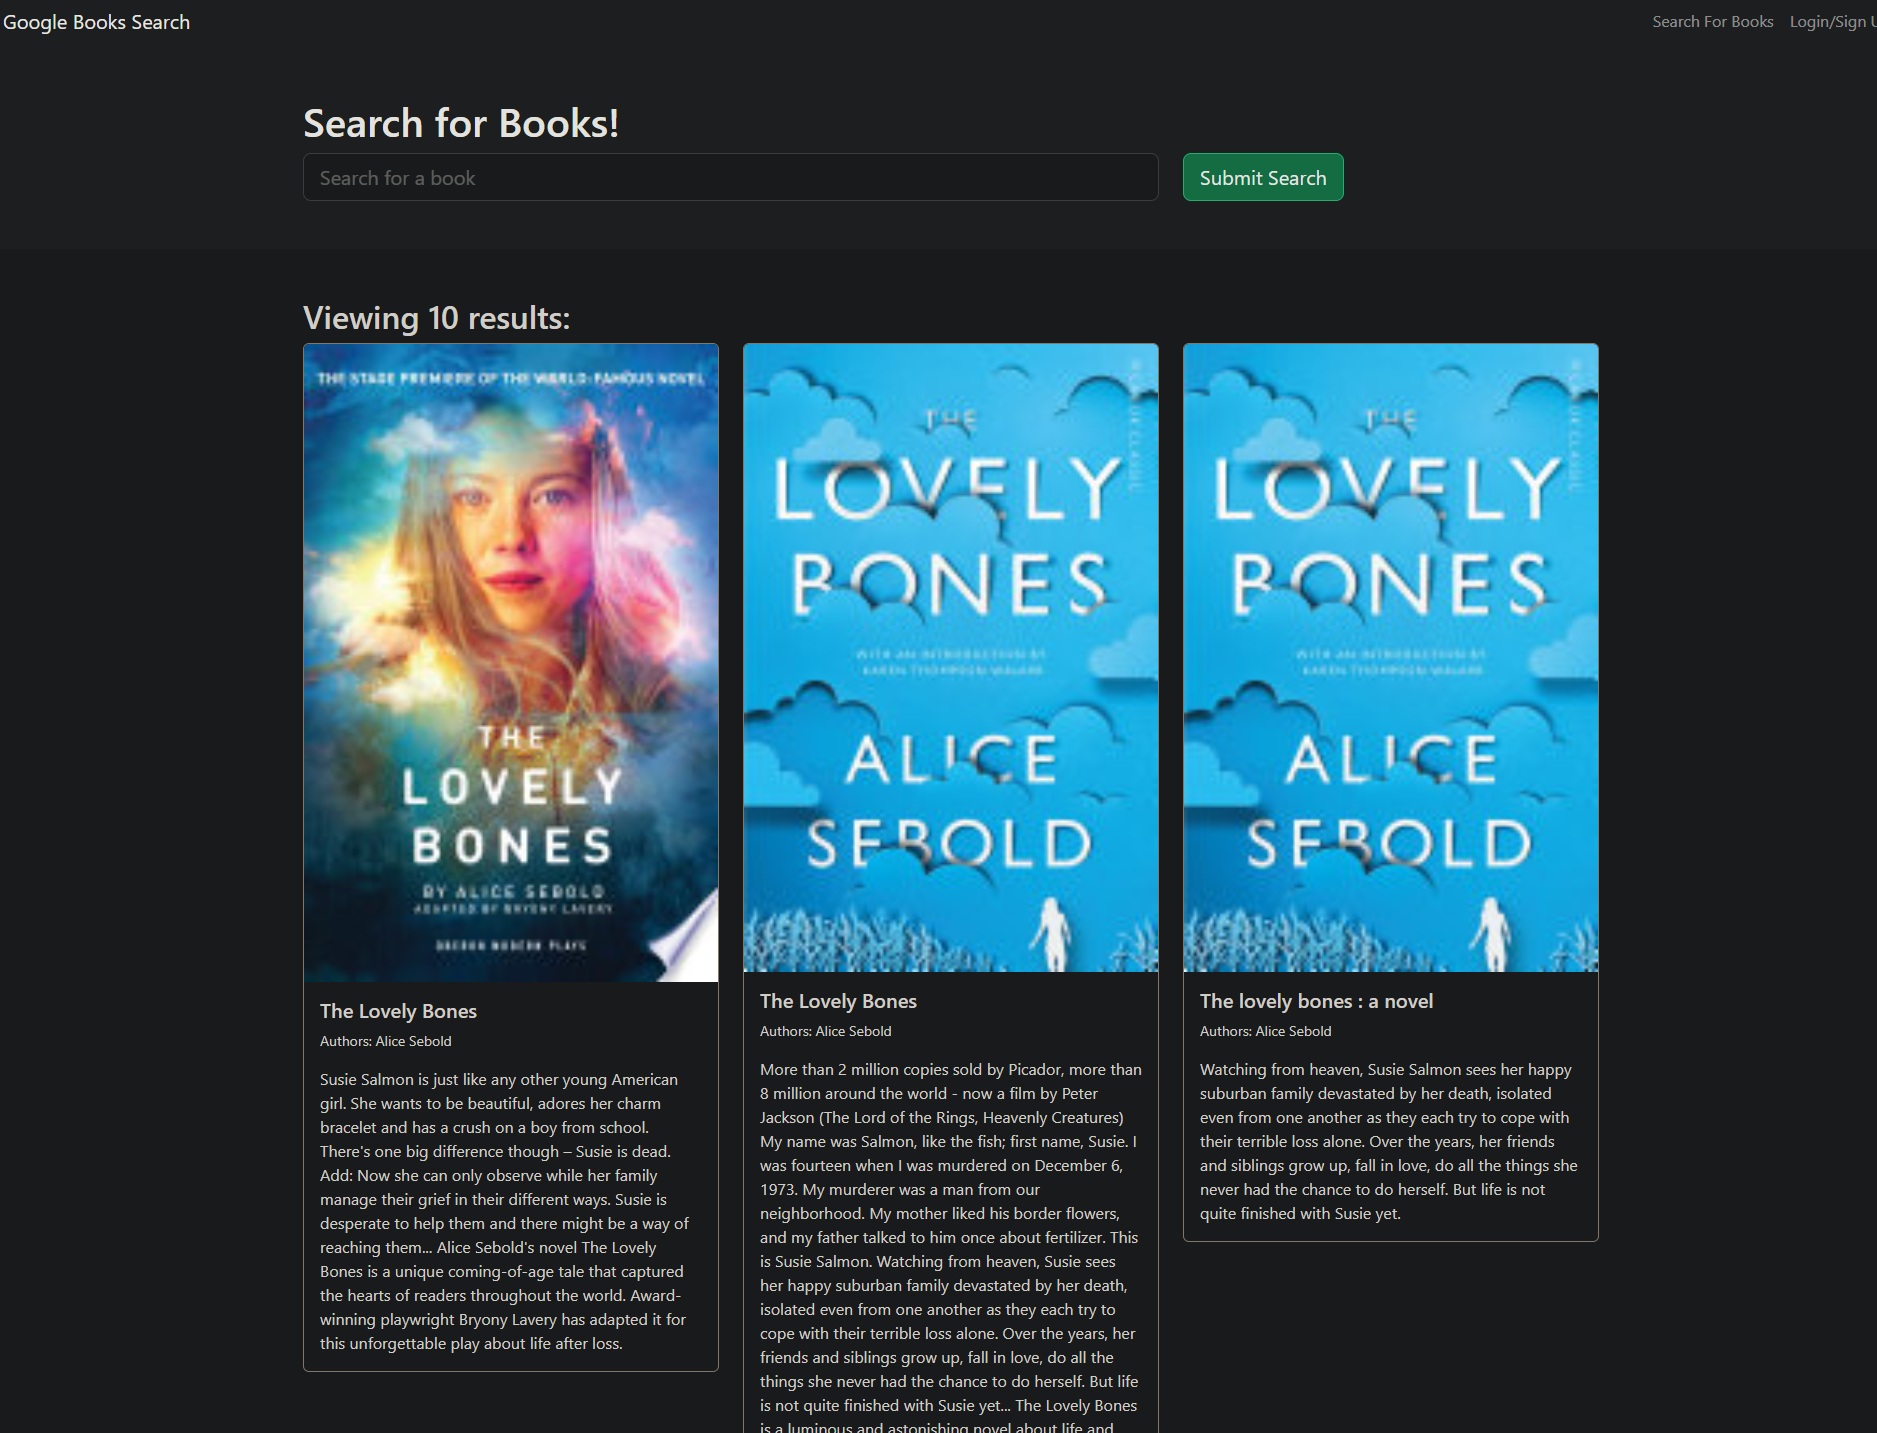 Google Books Search
Search For Books
Login/Sign U
Search for Books!
Search for a book
Submit Search
Viewing 10 results:
THE STAGE PREMIERE OF THE WORLD-FAMOUS NOVEL
THE
LOVELY
BONES
BY ALICE SEBOLD
ADAPTED BY BRYONY LAVERY
OBERON MODERN PLAYS
The Lovely Bones
Authors: Alice Sebold
Susie Salmon is just like any other young American
girl. She wants to be beautiful, adores her charm
bracelet and has a crush on a boy from school.
There's one big difference though – Susie is dead.
Add: Now she can only observe while her family
manage their grief in their different ways. Susie is
desperate to help them and there might be a way of
reaching them... Alice Sebold's novel The Lovely
Bones is a unique coming-of-age tale that captured
the hearts of readers throughout the world. Award-
winning playwright Bryony Lavery has adapted it for
this unforgettable play about life after loss.
THE
LOVELY
BONES
WITH AN INTRODUCTION BY
KAREN THOMPSON WALKER
ALICE
SEBOLD
The Lovely Bones
Authors: Alice Sebold
More than 2 million copies sold by Picador, more than
8 million around the world - now a film by Peter
Jackson (The Lord of the Rings, Heavenly Creatures)
My name was Salmon, like the fish; first name, Susie. I
was fourteen when I was murdered on December 6,
1973. My murderer was a man from our
neighborhood. My mother liked his border flowers,
and my father talked to him once about fertilizer. This
is Susie Salmon. Watching from heaven, Susie sees
her happy suburban family devastated by her death,
isolated even from one another as they each try to
cope with their terrible loss alone. Over the years, her
friends and siblings grow up, fall in love, do all the
things she never had the chance to do herself. But life
is not quite finished with Susie yet... The Lovely Bones
is a luminous and astonishing novel about life and
THE
LOVELY
BONES
WITH AN INTRODUCTION BY
KAREN THOMPSON WALKER
ALICE
SEBOLD
The lovely bones : a novel
Authors: Alice Sebold
Watching from heaven, Susie Salmon sees her happy
suburban family devastated by her death, isolated
even from one another as they each try to cope with
their terrible loss alone. Over the years, her friends
and siblings grow up, fall in love, do all the things she
never had the chance to do herself. But life is not
quite finished with Susie yet.